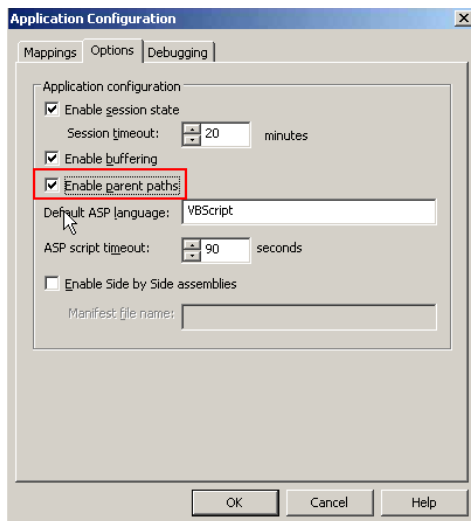 Application Configuration
Mappings Options Debugging
Application configuration
Enable session state
Session timeout: 20 minutes
Enable buffering
Enable parent paths
Default ASP language: VBScript
ASP script timeout: 90 seconds
Enable Side by Side assemblies
Manifest file name:
OK Cancel Help